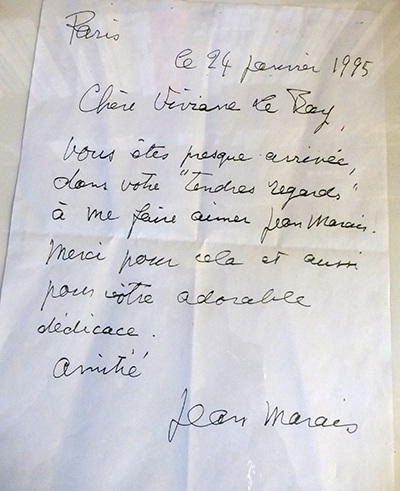 Paris
le 24 janvier 1995
Chère Viviane Le Ray,
vous êtes presque arrivée,
dans votre "Tendres regards"
à me faire aimer Jean Marais.
Merci pour cela et aussi
pour votre adorable
dédicace.
Amitié
Jean Marais